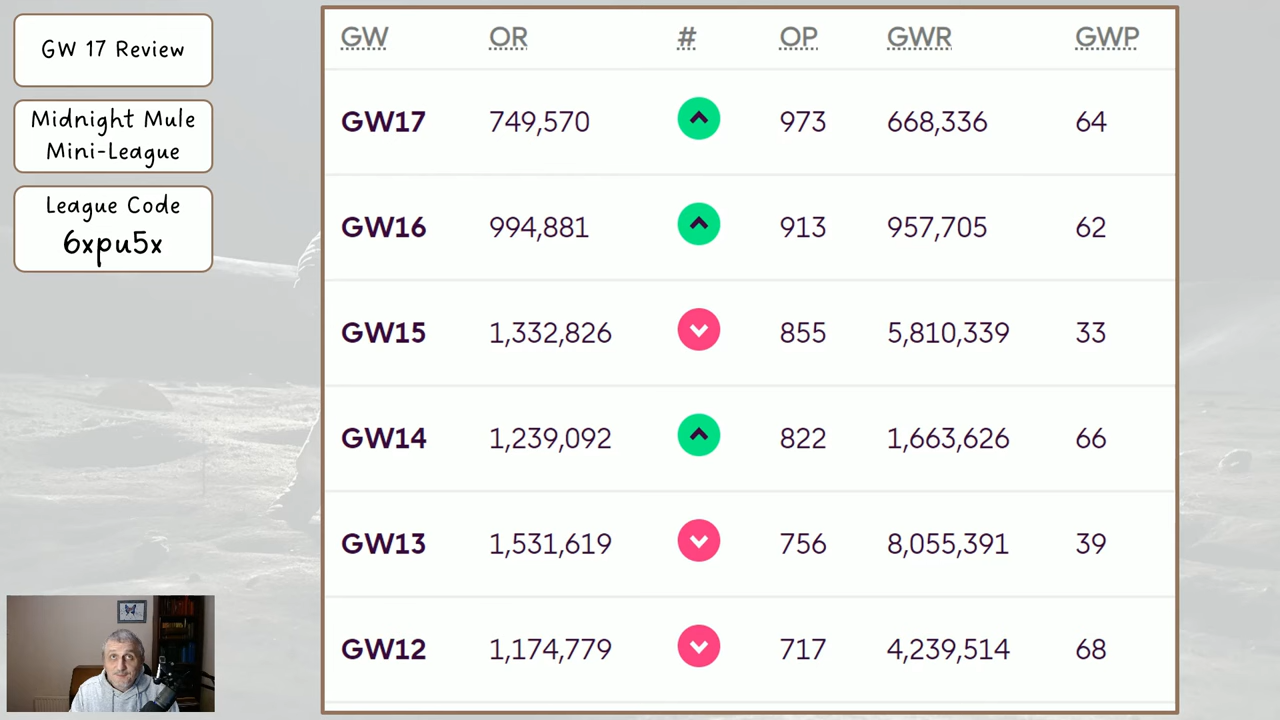 GW 17 Review
Midnight Mule
Mini-League
League Code
6xpu5x
GW OR # OP GWR GWP
GW17 749,570 973 668,336 64
GW16 994,881 913 957,705 62
GW15 1,332,826 855 5,810,339 33
GW14 1,239,092 822 1,663,626 66
GW13 1,531,619 756 8,055,391 39
GW12 1,174,779 717 4,239,514 68